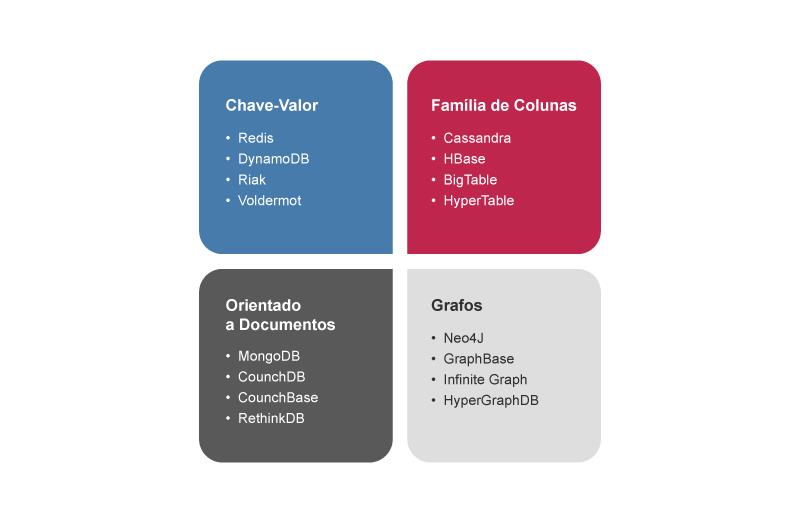 Chave-Valor
• Redis
• DynamoDB
• Riak
• Voldermot
Família de Colunas
• Cassandra
• HBase
• BigTable
• HyperTable
Orientado
a Documentos
• MongoDB
• CounchDB
• CounchBase
• RethinkDB
Grafos
• Neo4J
• GraphBase
• Infinite Graph
• HyperGraphDB